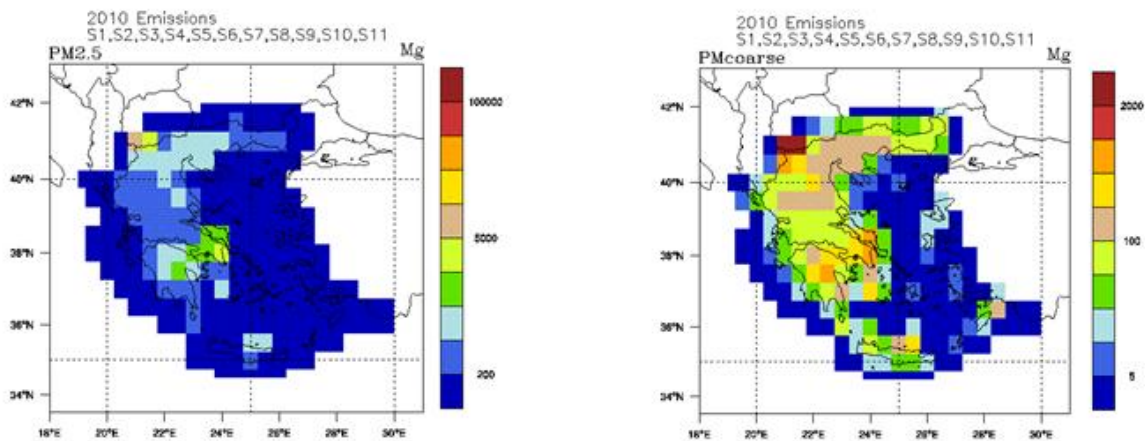 2010 Emissions
S1,S2,S3,S4,S5,S6,S7,S8,S9,S10,S11
PM2.5 Mg
42°N
40°N
38°N
36°N
34°N
18°E 20°E 22°E 24°E 26°E 28°E 30°E
100000
5000
200
2010 Emissions
S1,S2,S3,S4,S5,S6,S7,S8,S9,S10,S11
PMcoarse Mg
42°N
40°N
38°N
36°N
34°N
18°E 20°E 22°E 24°E 26°E 28°E 30°E
2000
100
5